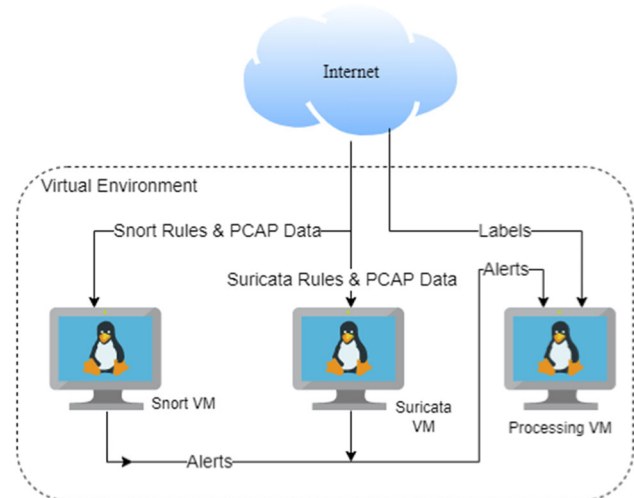 Internet
Virtual Environment
Snort Rules & PCAP Data
Labels
Suricata Rules & PCAP Data
Alerts
Snort VM
Suricata
VM
Processing VM
Alerts